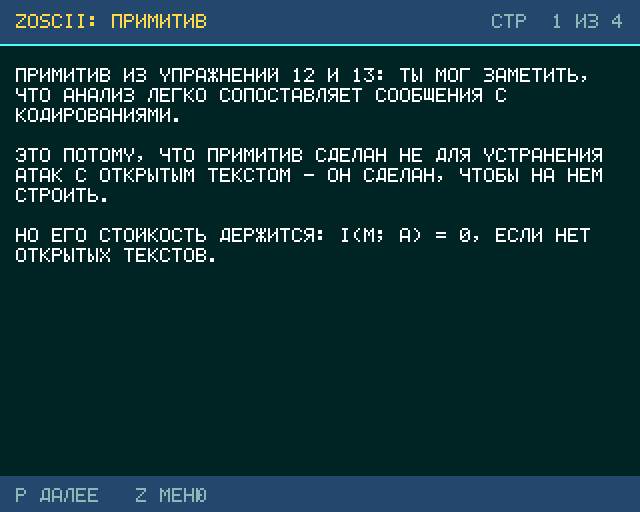 ZOSCII: ПРИМИТИВ СТР 1 ИЗ 4
ПРИМИТИВ ИЗ УПРАЖНЕНИЙ 12 И 13: ТЫ МОГ ЗАМЕТИТЬ,
ЧТО АНАЛИЗ ЛЕГКО СОПОСТАВЛЯЕТ СООБЩЕНИЯ С
КОДИРОВАНИЯМИ.
ЭТО ПОТОМУ, ЧТО ПРИМИТИВ СДЕЛАН НЕ ДЛЯ УСТРАНЕНИЯ
АТАК С ОТКРЫТЫМ ТЕКСТОМ - ОН СДЕЛАН, ЧТОБЫ НА НЕМ
СТРОИТЬ.
НО ЕГО СТОЙКОСТЬ ДЕРЖИТСЯ: I(M; A) = 0, ЕСЛИ НЕТ
ОТКРЫТЫХ ТЕКСТОВ.
P ДАЛЕЕ Z МЕНЮ